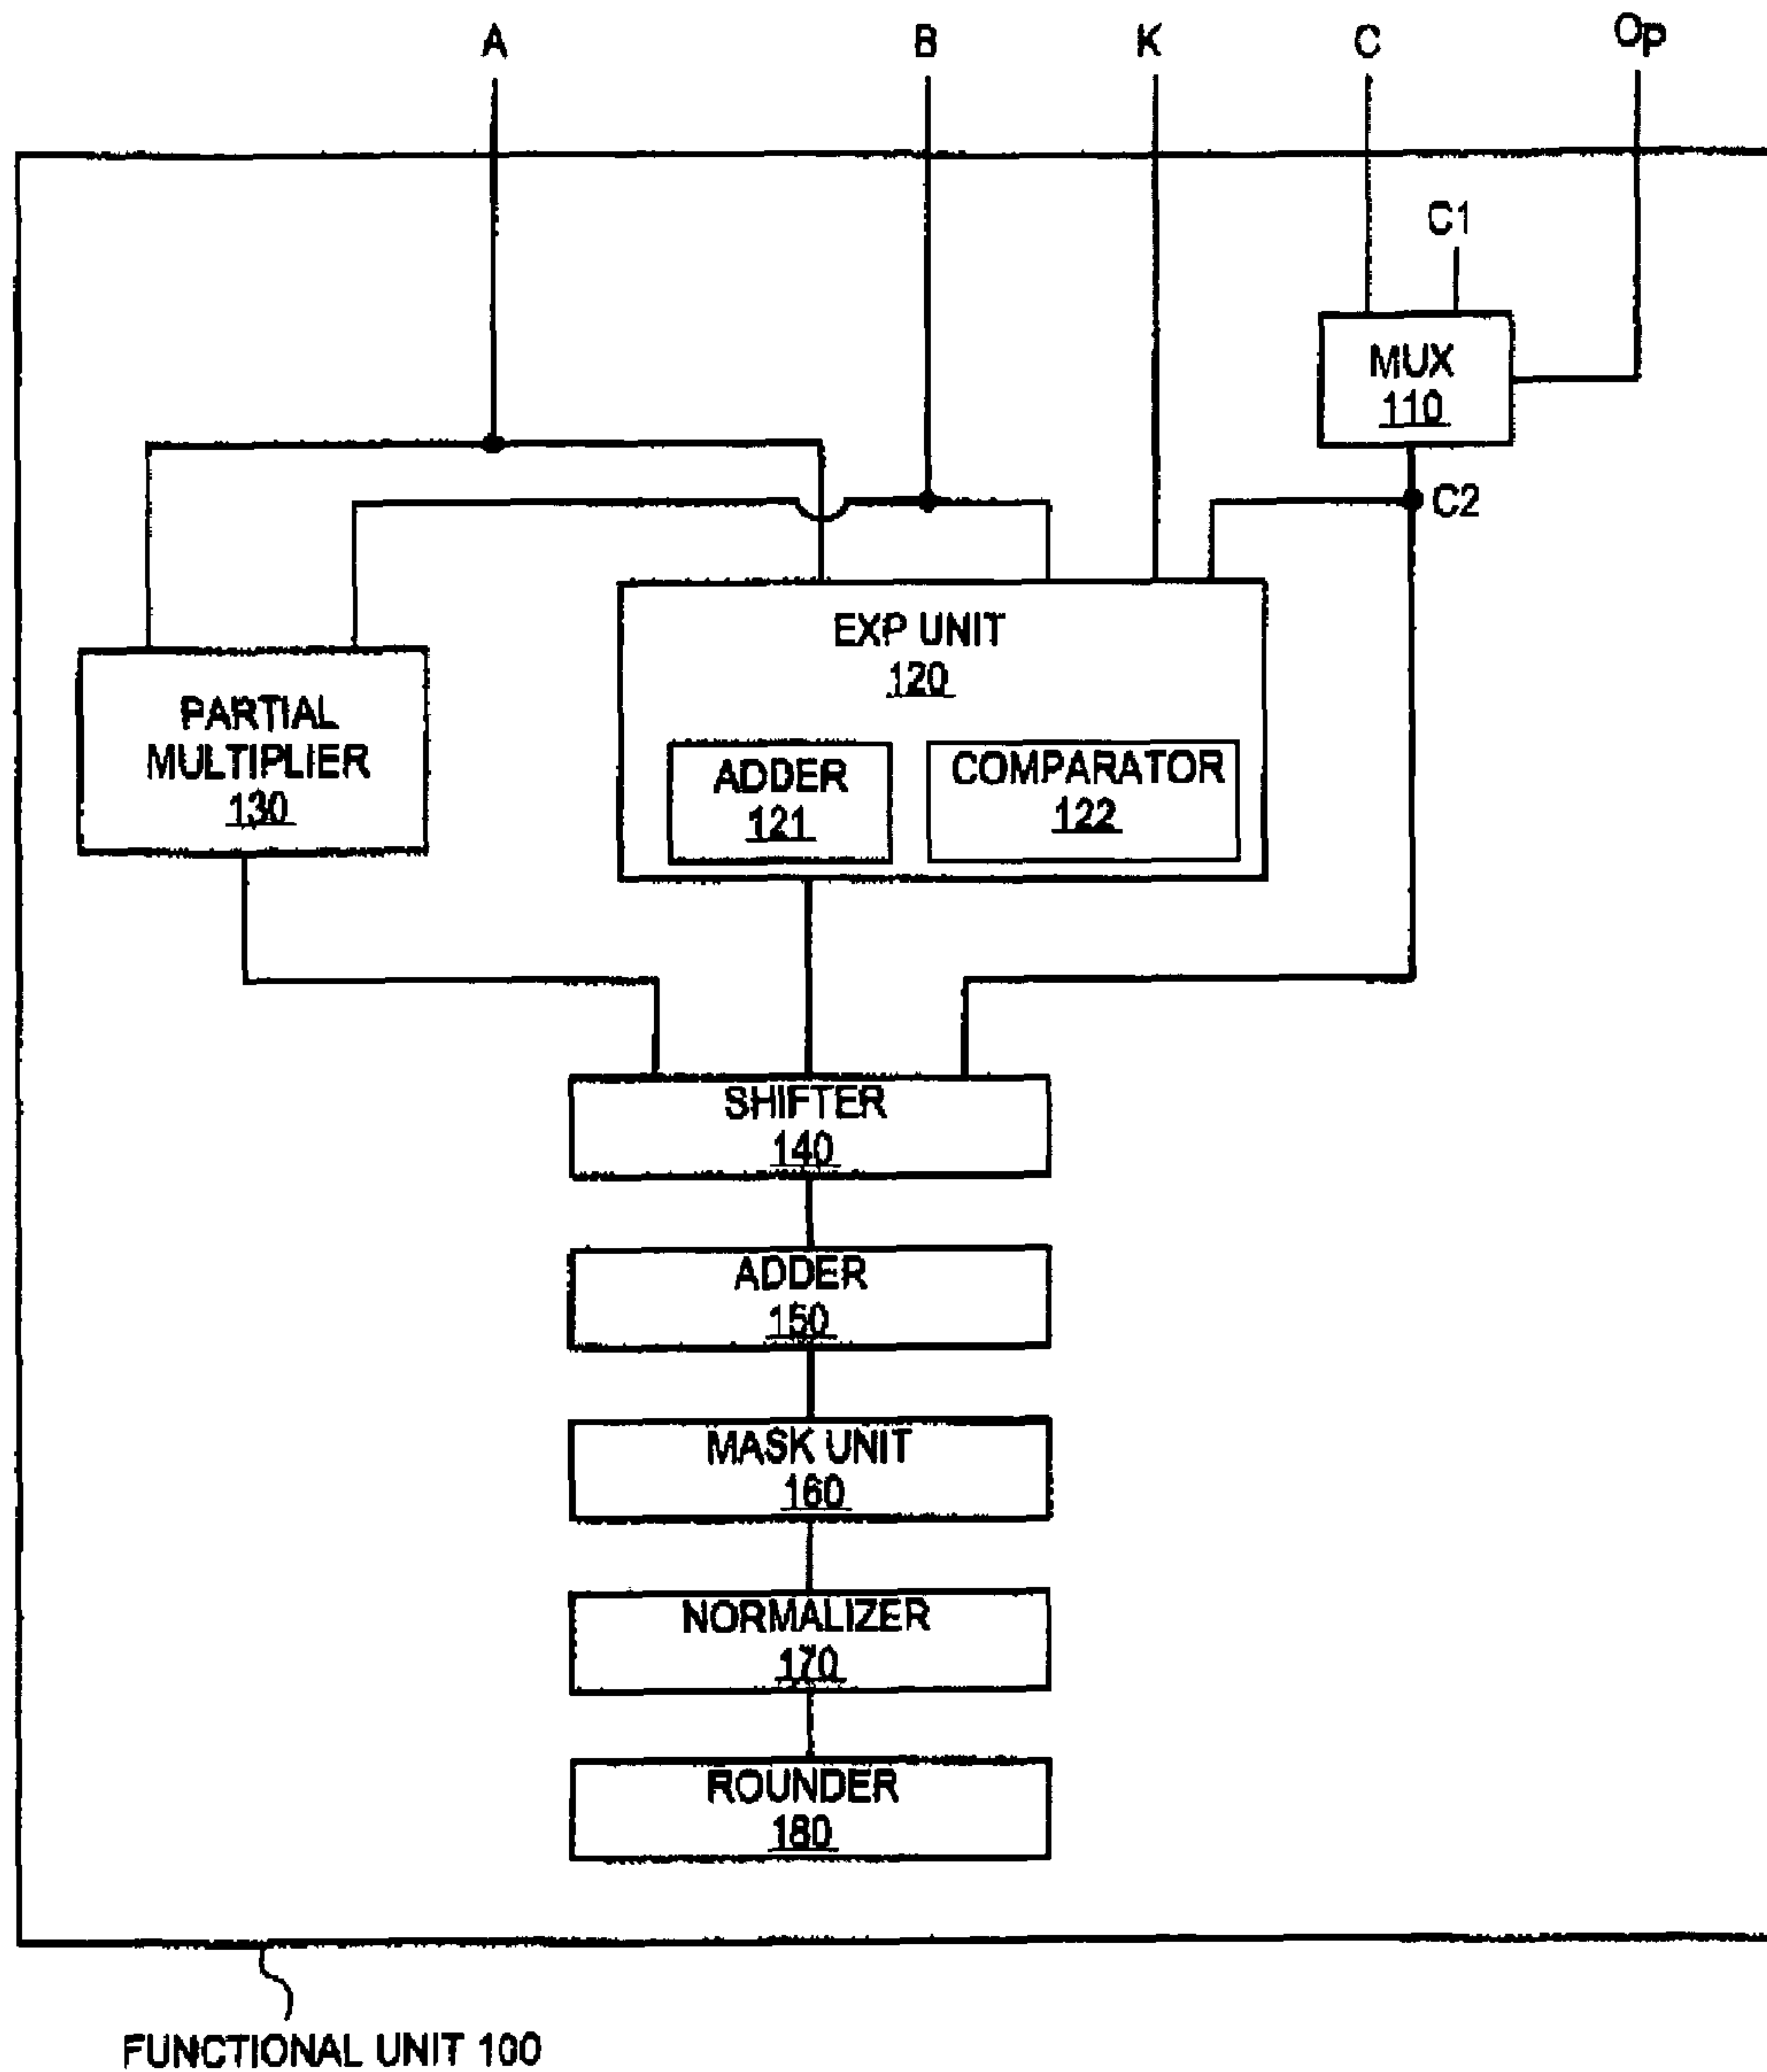 A
B
K
C
Op
C1
MUX
110
C2
EXP UNIT
120
PARTIAL
MULTIPLIER
130
ADDER
121
COMPARATOR
122
SHIFTER
140
ADDER
150
MASK UNIT
160
NORMALIZER
170
ROUNDER
180
FUNCTIONAL UNIT 100